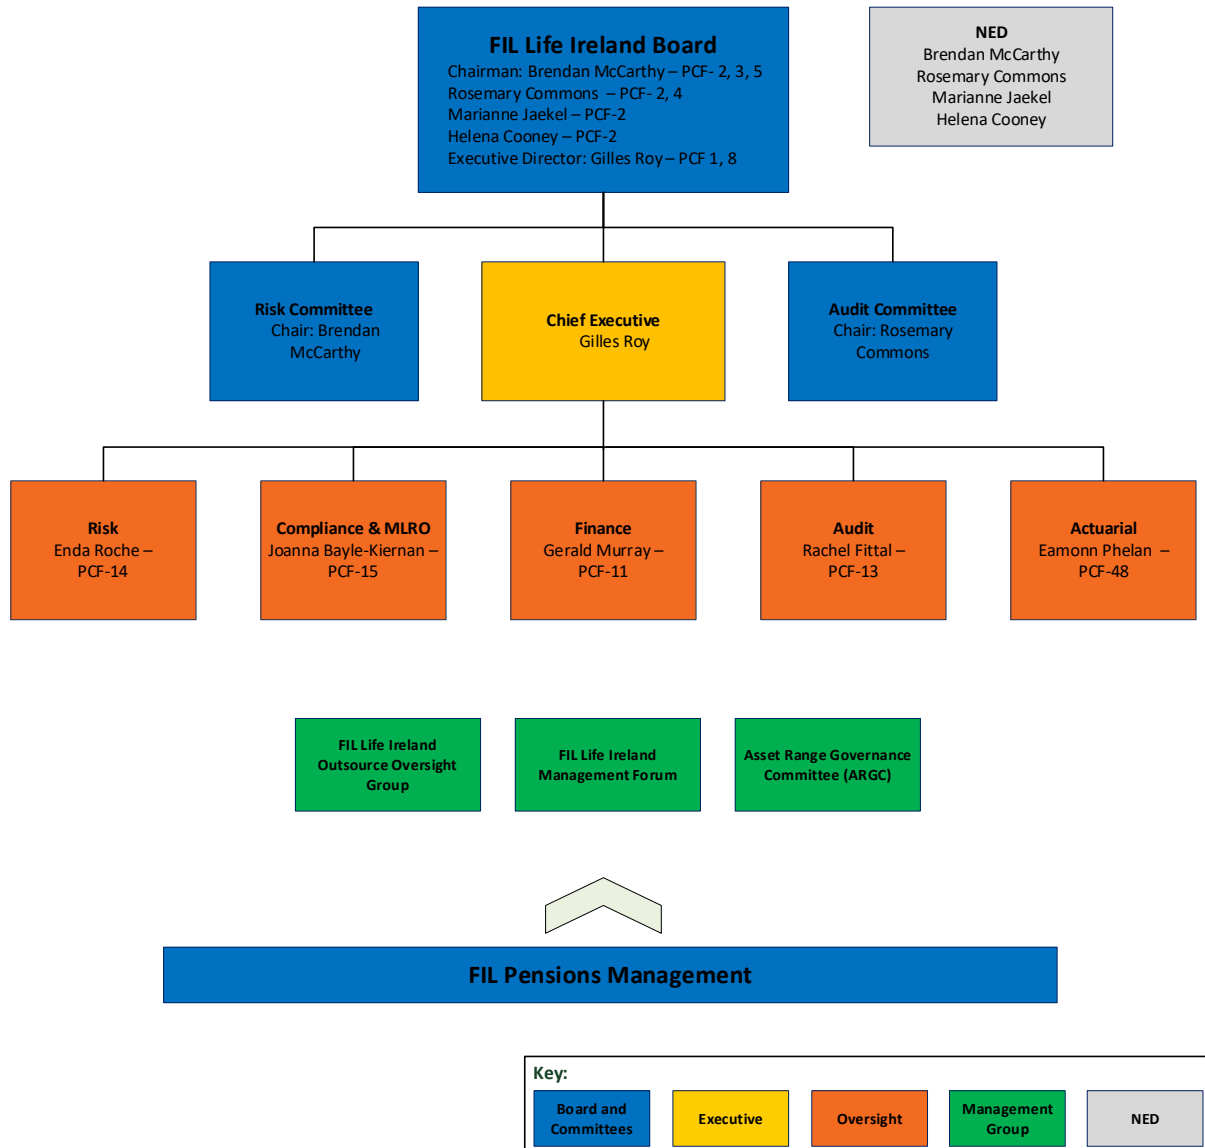 FIL Life Ireland Board
Chairman: Brendan McCarthy – PCF- 2, 3, 5
Rosemary Commons – PCF- 2, 4
Marianne Jaekel – PCF-2
Helena Cooney – PCF-2
Executive Director: Gilles Roy – PCF 1, 8
NED
Brendan McCarthy
Rosemary Commons
Marianne Jaekel
Helena Cooney
Risk Committee
Chair: Brendan
McCarthy
Chief Executive
Gilles Roy
Audit Committee
Chair: Rosemary
Commons
Risk
Enda Roche –
PCF-14
Compliance & MLRO
Joanna Bayle-Kiernan –
PCF-15
Finance
Gerald Murray –
PCF-11
Audit
Rachel Fittal –
PCF-13
Actuarial
Eamonn Phelan –
PCF-48
FIL Life Ireland
Outsource Oversight
Group
FIL Life Ireland
Management Forum
Asset Range Governance
Committee (ARGC)
FIL Pensions Management
Key:
Board and
Committees
Executive
Oversight
Management
Group
NED